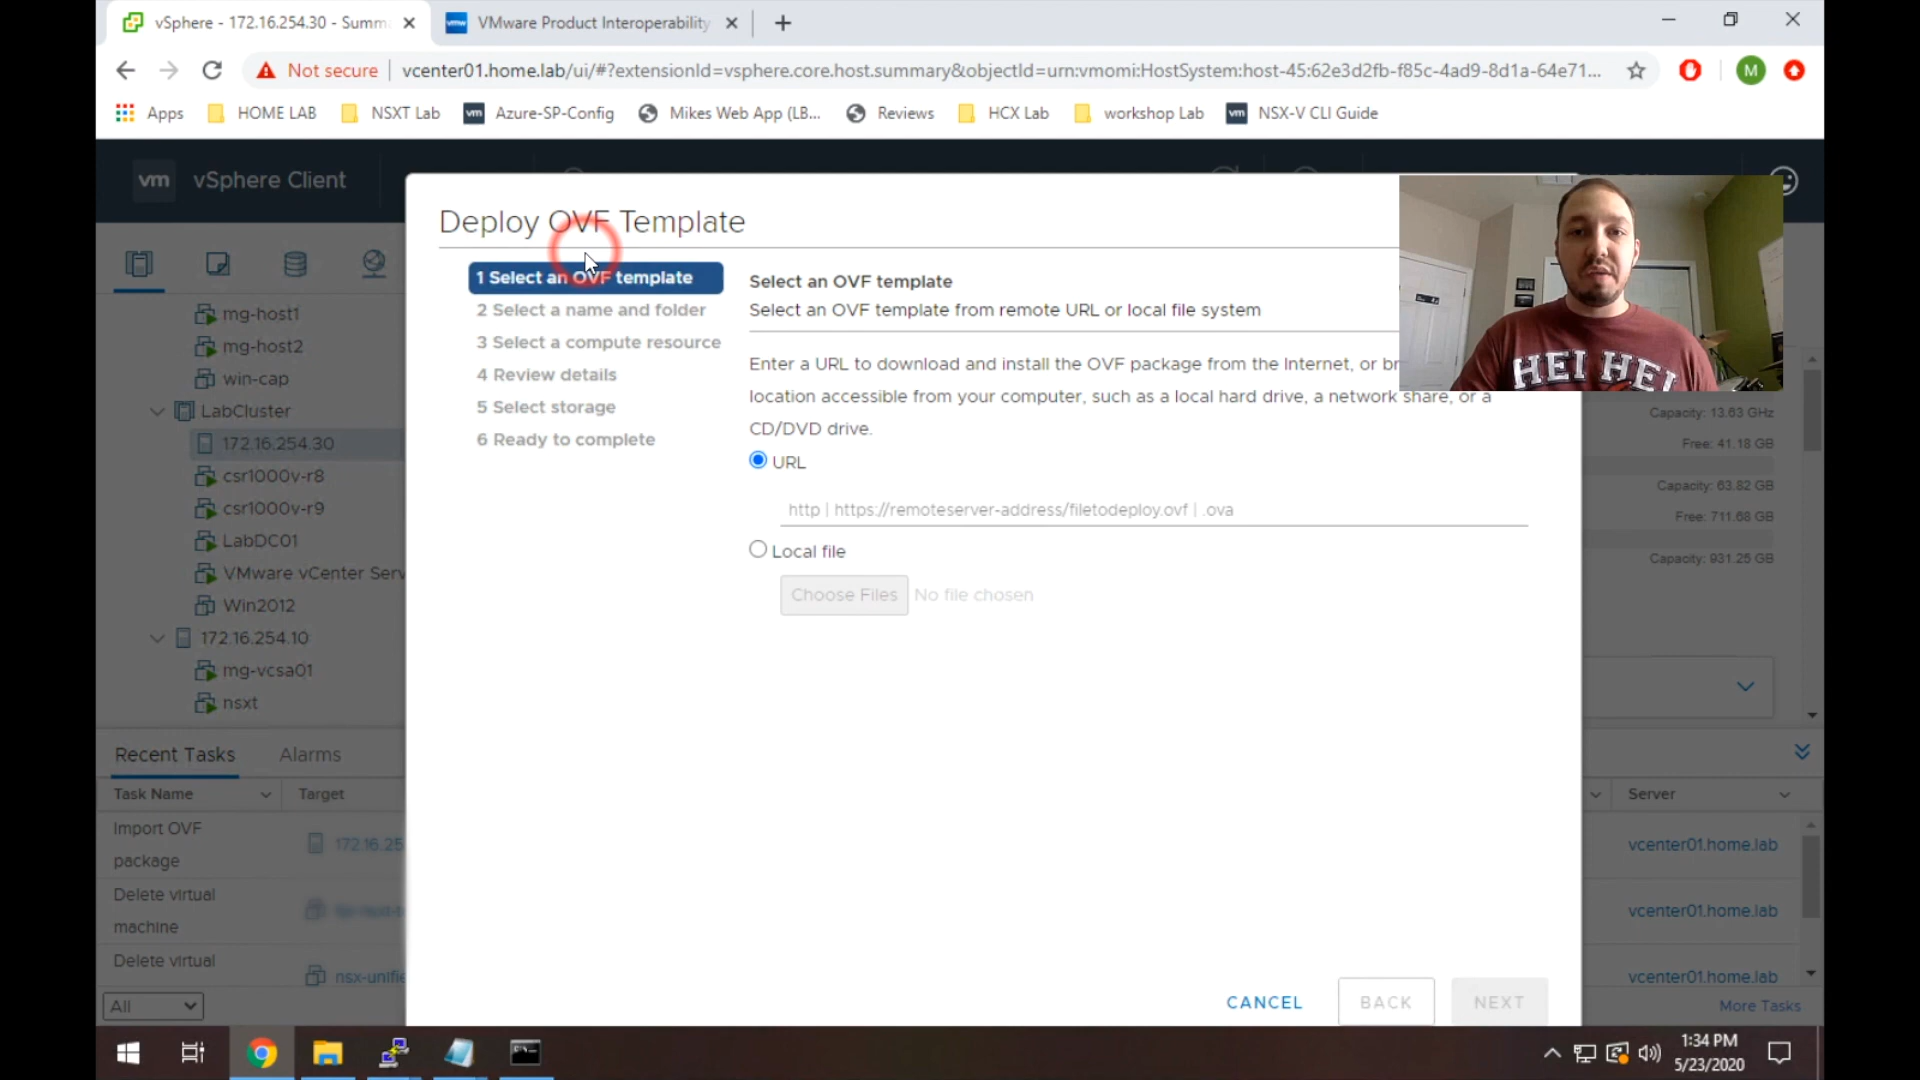 vSphere - 172.16.254.30 - Summ
VMware Product Interoperability
Not secure
vcenter01.home.lab/ui/#?extensionId=vsphere.core.host.summary&objectId=urn:vmomi:HostSystem:host-45:62e3d2fb-f85c-4ad9-8d1a-64e71...
M
Apps
HOME LAB
NSXT Lab
vm
Azure-SP-Config
Mikes Web App (LB...
Reviews
HCX Lab
workshop Lab
vm
NSX-V CLI Guide
vm
vSphere Client
Deploy OVF Template
1 Select an OVF template
2 Select a name and folder
3 Select a compute resource
4 Review details
5 Select storage
6 Ready to complete
Select an OVF template
Select an OVF template from remote URL or local file system
Enter a URL to download and install the OVF package from the Internet, or br
location accessible from your computer, such as a local hard drive, a network share, or a
CD/DVD drive.
URL
http | https://remoteserver-address/filetodeploy.ovf | .ova
Local file
Choose Files
No file chosen
CANCEL
BACK
NEXT
HEI HEI
mg-host1
mg-host2
win-cap
LabCluster
172.16.254.30
csr1000v-r8
csr1000v-r9
LabDC01
VMware vCenter Serv
Win2012
172.16.254.10
mg-vcsa01
nsxt
Capacity: 13.63 GHz
Free: 41.18 GB
Capacity: 63.82 GB
Free: 711.68 GB
Capacity: 931.25 GB
Recent Tasks
Alarms
Task Name
Target
Server
Import OVF
package
172.16.25
vcenter01.home.lab
Delete virtual
machine
vcenter01.home.lab
Delete virtual
nsx-unifie
vcenter01.home.lab
All
More Tasks
1:34 PM
5/23/2020